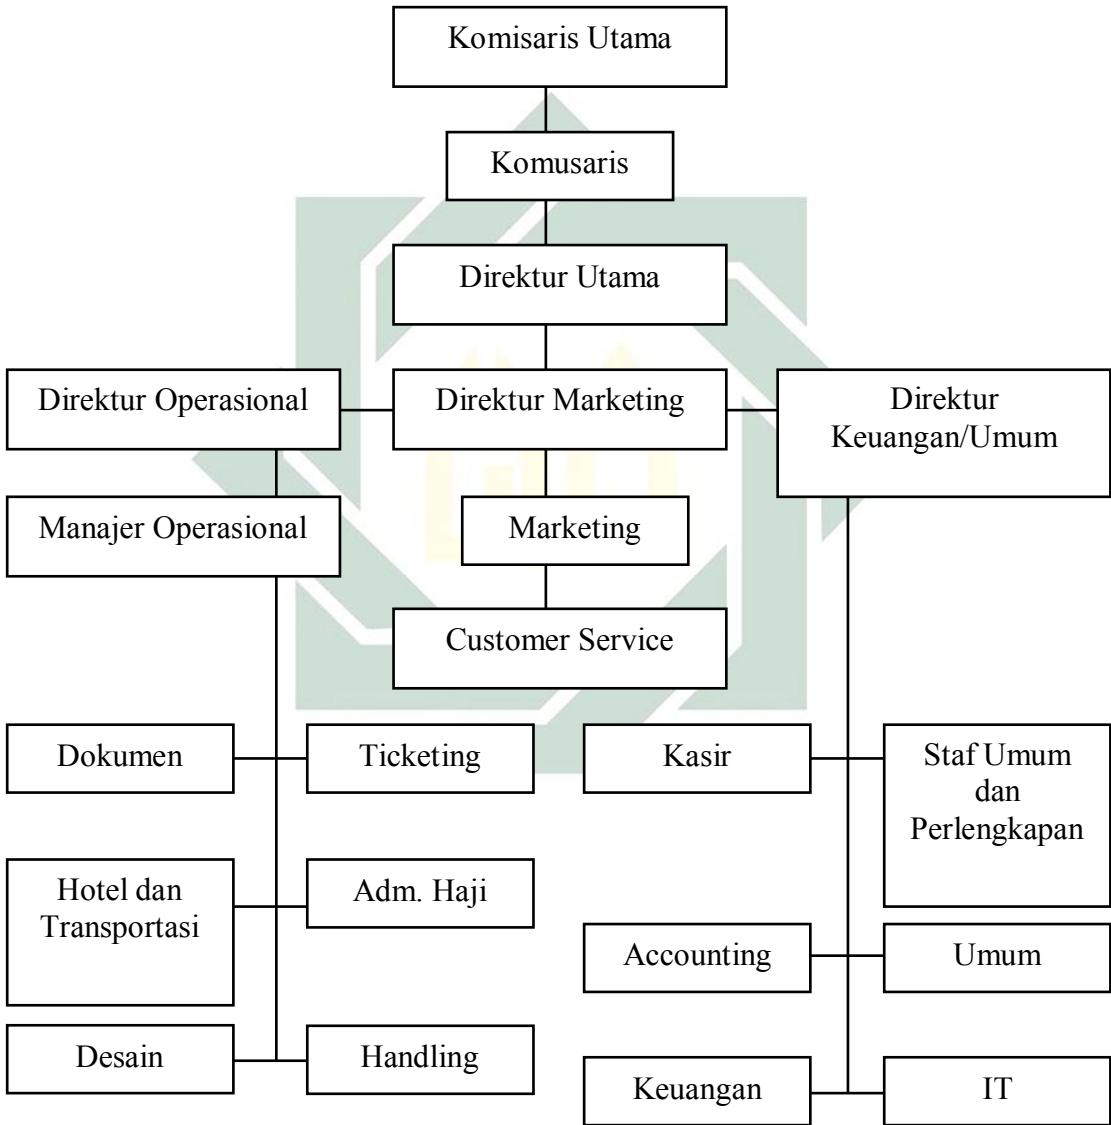 Komisaris Utama
Komusaris
Direktur Utama
Direktur Operasional
Direktur Marketing
Direktur
Keuangan/Umum
Manajer Operasional
Marketing
Customer Service
Dokumen
Ticketing
Kasir
Staf Umum
dan
Perlengkapan
Hotel dan
Transportasi
Adm. Haji
Accounting
Umum
Desain
Handling
Keuangan
IT